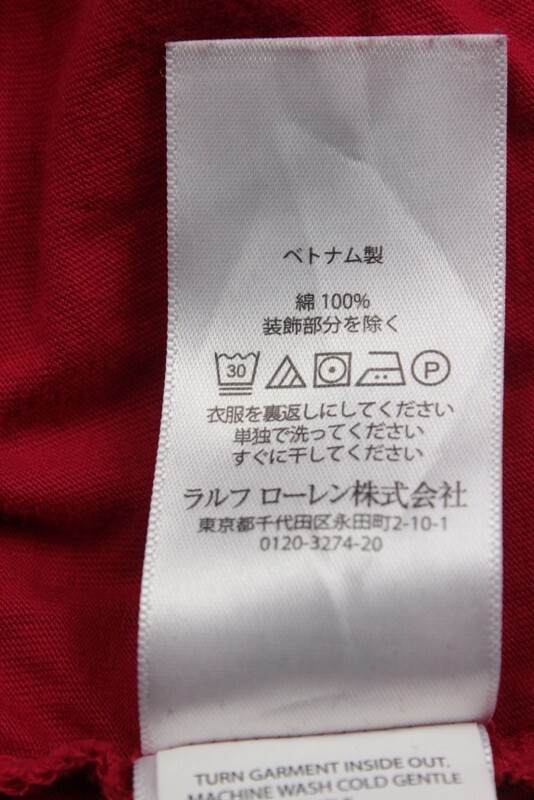 ベトナム製
綿 100%
装飾部分を除く
30 P
衣服を裏返しにしてください
単独で洗ってください
すぐに干してください
ラルフ ローレン株式会社
東京都千代田区永田町2-10-1
0120-3274-20
TURN GARMENT INSIDE OUT.
MACHINE WASH COLD GENTLE